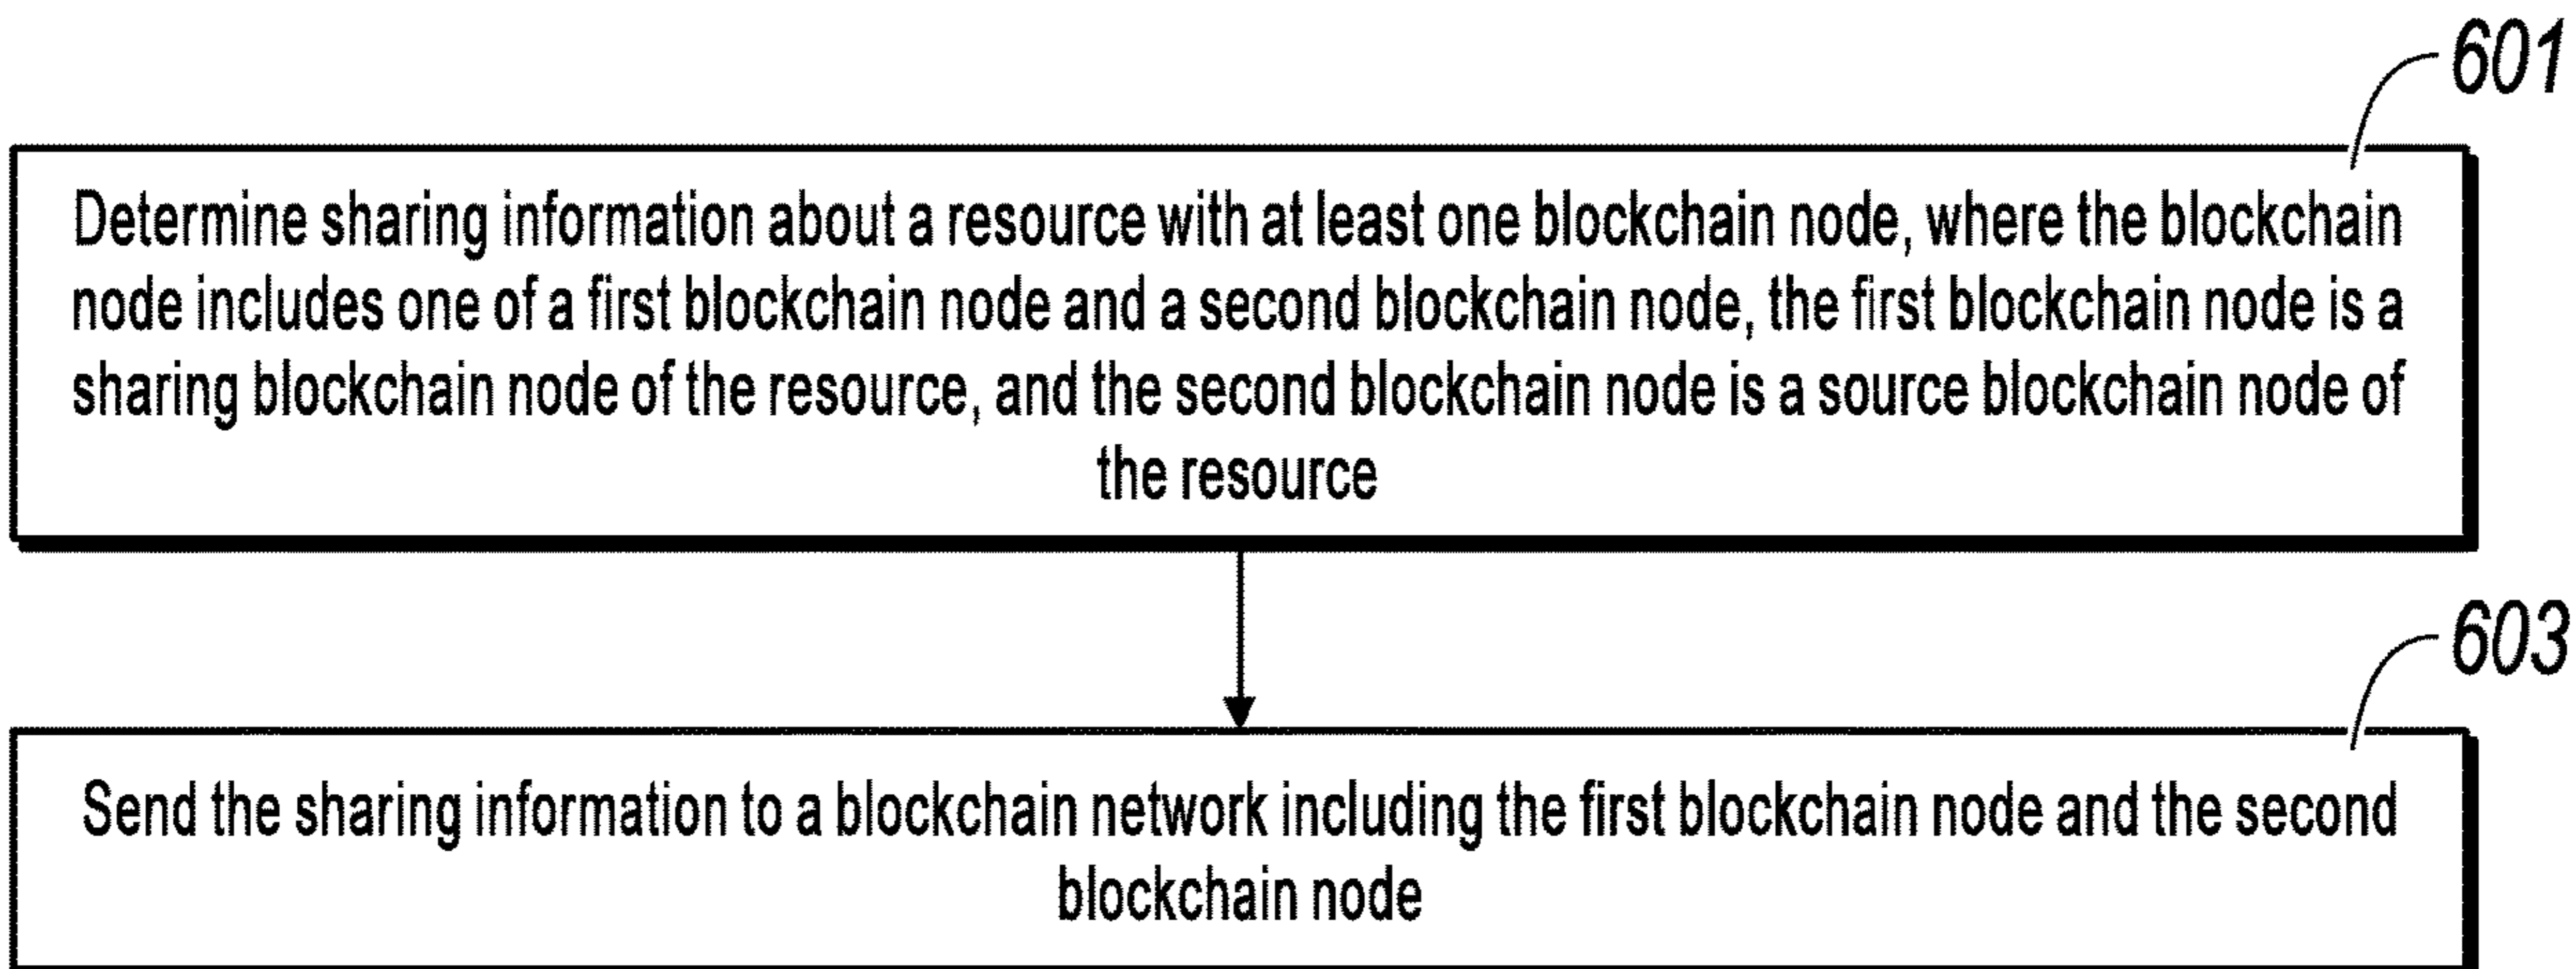 601
Determine sharing information about a resource with at least one blockchain node, where the blockchain
node includes one of a first blockchain node and a second blockchain node, the first blockchain node is a
sharing blockchain node of the resource, and the second blockchain node is a source blockchain node of
the resource
603
Send the sharing information to a blockchain network including the first blockchain node and the second
blockchain node